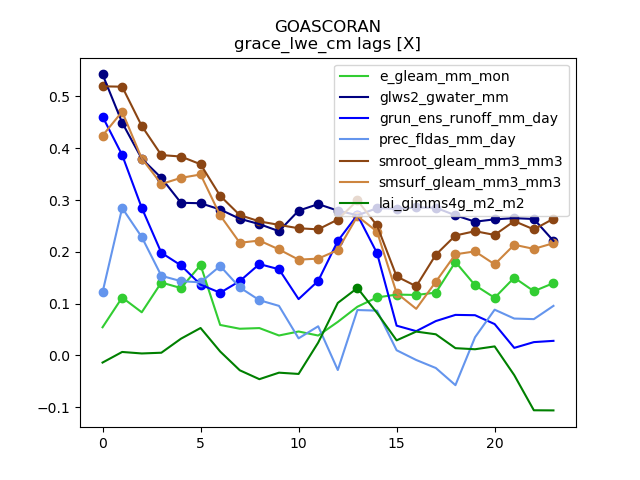 GOASCORAN
grace_lwe_cm lags [X]
e_gleam_mm_mon
glws2_gwater_mm
grun_ens_runoff_mm_day
prec_fldas_mm_day
smroot_gleam_mm3_mm3
smsurf_gleam_mm3_mm3
lai_gimms4g_m2_m2
0.5
0.4
0.3
0.2
0.1
0.0
−0.1
0 5 10 15 20